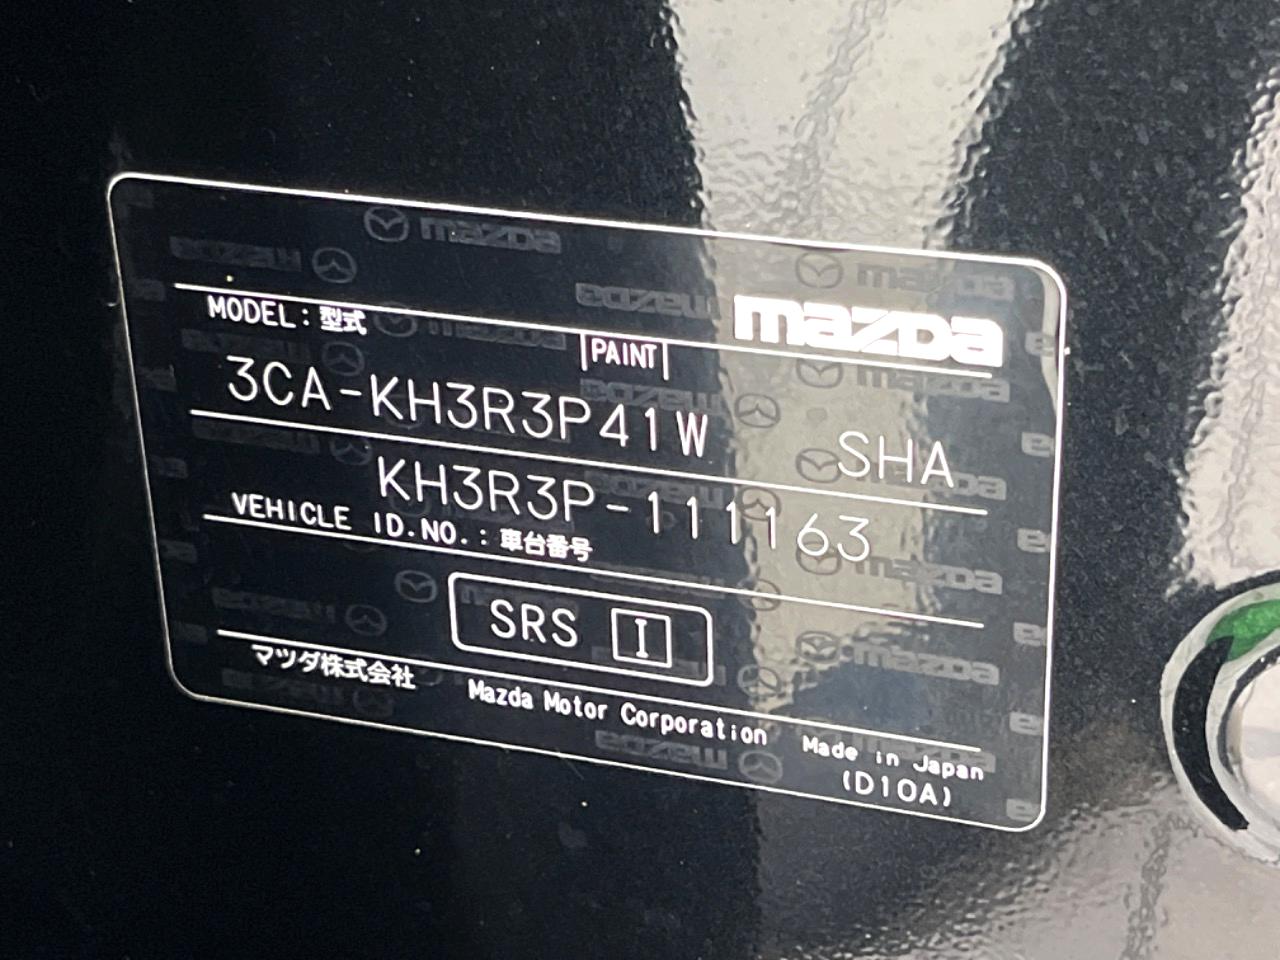 mazda
MODEL：型式
PAINT
3CA-KH3R3P41W SHA
KH3R3P-111163
VEHICLE ID.NO.：車台番号
SRS I
マツダ株式会社 Mazda Motor Corporation Made in Japan
(D10A)